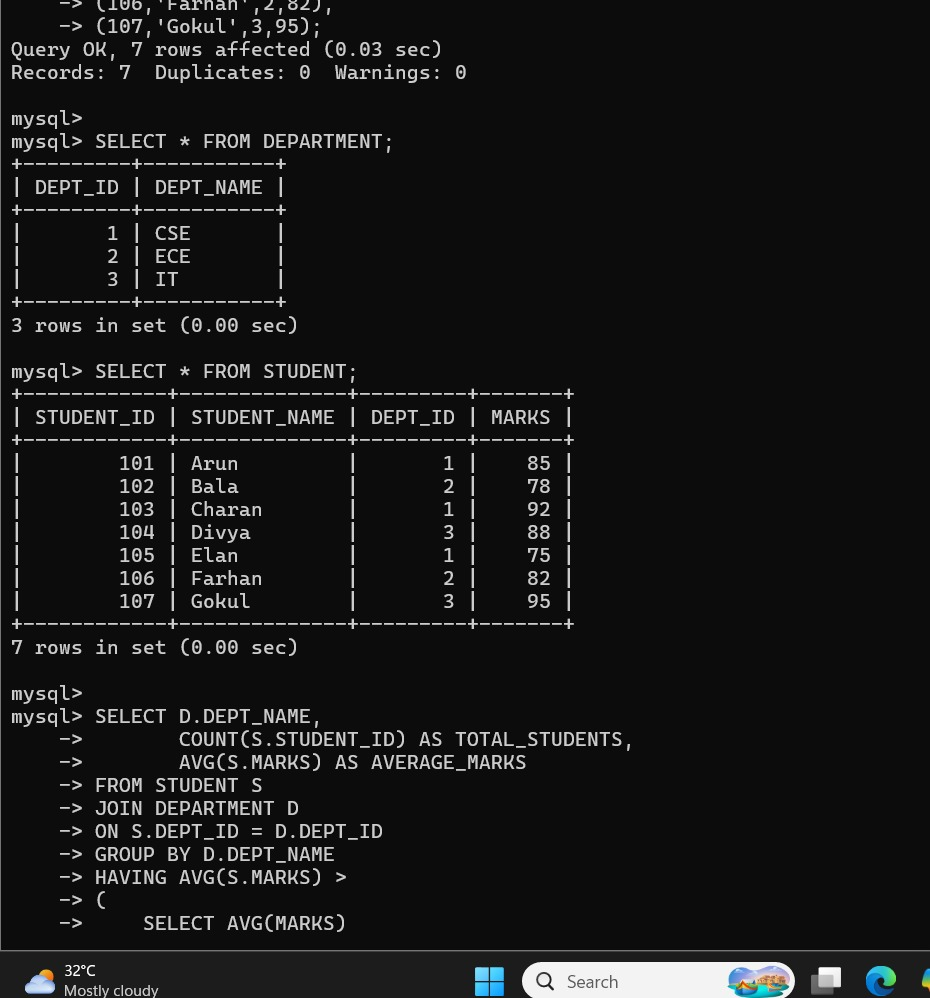 -> (106,'Farhan',2,82),
    -> (107,'Gokul',3,95);
Query OK, 7 rows affected (0.03 sec)
Records: 7  Duplicates: 0  Warnings: 0

mysql>
mysql> SELECT * FROM DEPARTMENT;
+---------+-----------+
| DEPT_ID | DEPT_NAME |
+---------+-----------+
|       1 | CSE       |
|       2 | ECE       |
|       3 | IT        |
+---------+-----------+
3 rows in set (0.00 sec)

mysql> SELECT * FROM STUDENT;
+------------+--------------+---------+-------+
| STUDENT_ID | STUDENT_NAME | DEPT_ID | MARKS |
+------------+--------------+---------+-------+
|        101 | Arun         |       1 |    85 |
|        102 | Bala         |       2 |    78 |
|        103 | Charan       |       1 |    92 |
|        104 | Divya        |       3 |    88 |
|        105 | Elan         |       1 |    75 |
|        106 | Farhan       |       2 |    82 |
|        107 | Gokul        |       3 |    95 |
+------------+--------------+---------+-------+
7 rows in set (0.00 sec)

mysql>
mysql> SELECT D.DEPT_NAME,
    ->        COUNT(S.STUDENT_ID) AS TOTAL_STUDENTS,
    ->        AVG(S.MARKS) AS AVERAGE_MARKS
    -> FROM STUDENT S
    -> JOIN DEPARTMENT D
    -> ON S.DEPT_ID = D.DEPT_ID
    -> GROUP BY D.DEPT_NAME
    -> HAVING AVG(S.MARKS) >
    -> (
    ->     SELECT AVG(MARKS)
32°C
Mostly cloudy
Search